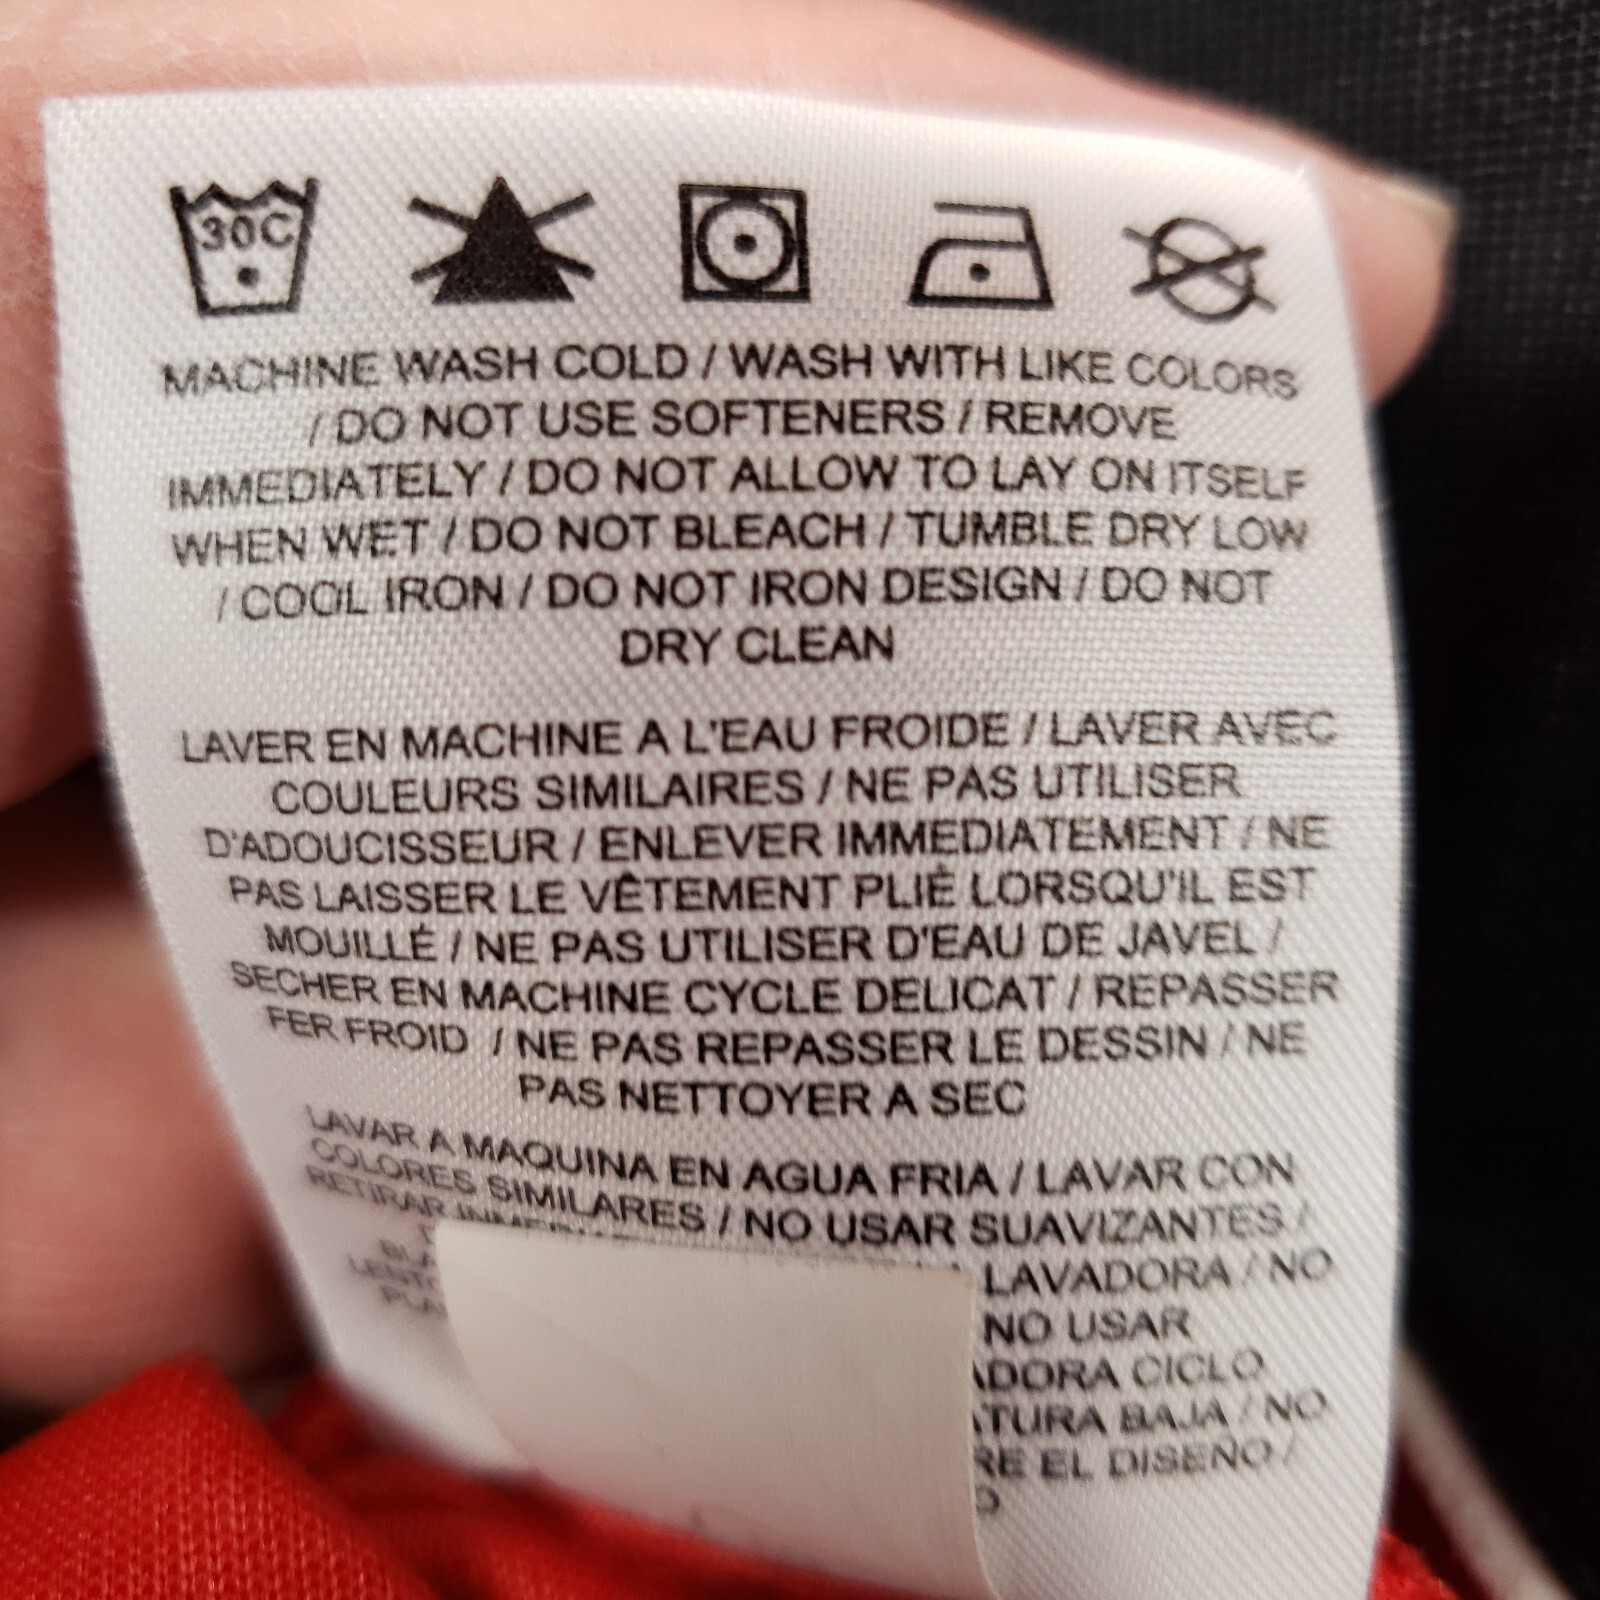 30C
MACHINE WASH COLD / WASH WITH LIKE COLORS
/ DO NOT USE SOFTENERS / REMOVE
IMMEDIATELY / DO NOT ALLOW TO LAY ON ITSELF
WHEN WET / DO NOT BLEACH / TUMBLE DRY LOW
/ COOL IRON / DO NOT IRON DESIGN / DO NOT
DRY CLEAN
LAVER EN MACHINE A L'EAU FROIDE / LAVER AVEC
COULEURS SIMILAIRES / NE PAS UTILISER
D'ADOUCISSEUR / ENLEVER IMMEDIATEMENT / NE
PAS LAISSER LE VÊTEMENT PLIÉ LORSQU'IL EST
MOUILLÉ / NE PAS UTILISER D'EAU DE JAVEL /
SECHER EN MACHINE CYCLE DELICAT / REPASSER
FER FROID / NE PAS REPASSER LE DESSIN / NE
PAS NETTOYER A SEC
LAVAR A MAQUINA EN AGUA FRIA / LAVAR CON
COLORES SIMILARES / NO USAR SUAVIZANTES /
RETIRAR LAVADORA / NO
NO USAR
CICLO
BAJA / NO
EL DISEÑO /